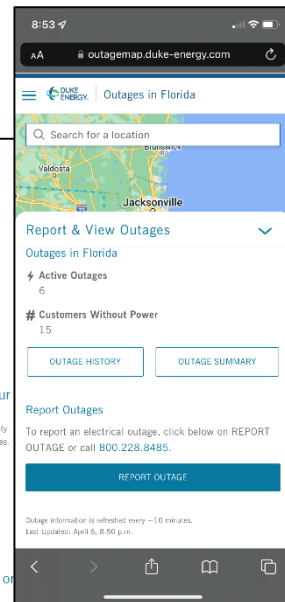 8:53
AA outagemap.duke-energy.com
DUKE ENERGY. Outages in Florida
Search for a location
Brunswick
Valdosta
Jacksonville
Report & View Outages
Outages in Florida
Active Outages
6
# Customers Without Power
15
OUTAGE HISTORY OUTAGE SUMMARY
Report Outages
To report an electrical outage, click below on REPORT
OUTAGE or call 800.228.8485.
REPORT OUTAGE
Outage information is refreshed every ~10 minutes.
Last Updated: April 6, 8:50 p.m.